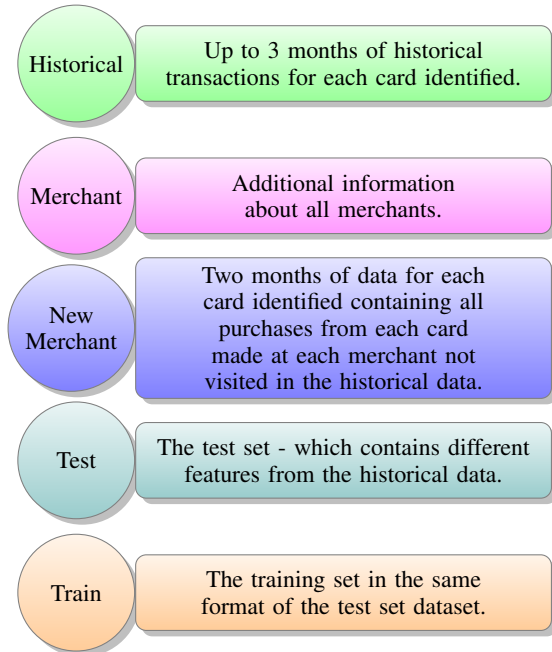 Historical
Up to 3 months of historical
transactions for each card identified.
Merchant
Additional information
about all merchants.
New
Merchant
Two months of data for each
card identified containing all
purchases from each card
made at each merchant not
visited in the historical data.
Test
The test set - which contains different
features from the historical data.
Train
The training set in the same
format of the test set dataset.